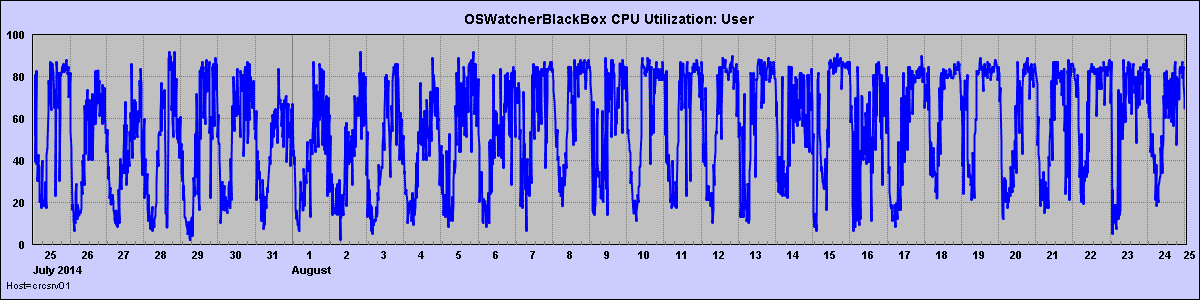 OSWatcherBlackBox CPU Utilization: User
100
80
60
40
20
0
25 26 27 28 29 30 31 1 2 3 4 5 6 7 8 9 10 11 12 13 14 15 16 17 18 19 20 21 22 23 24 25
July 2014 August
Host=crcsrv01